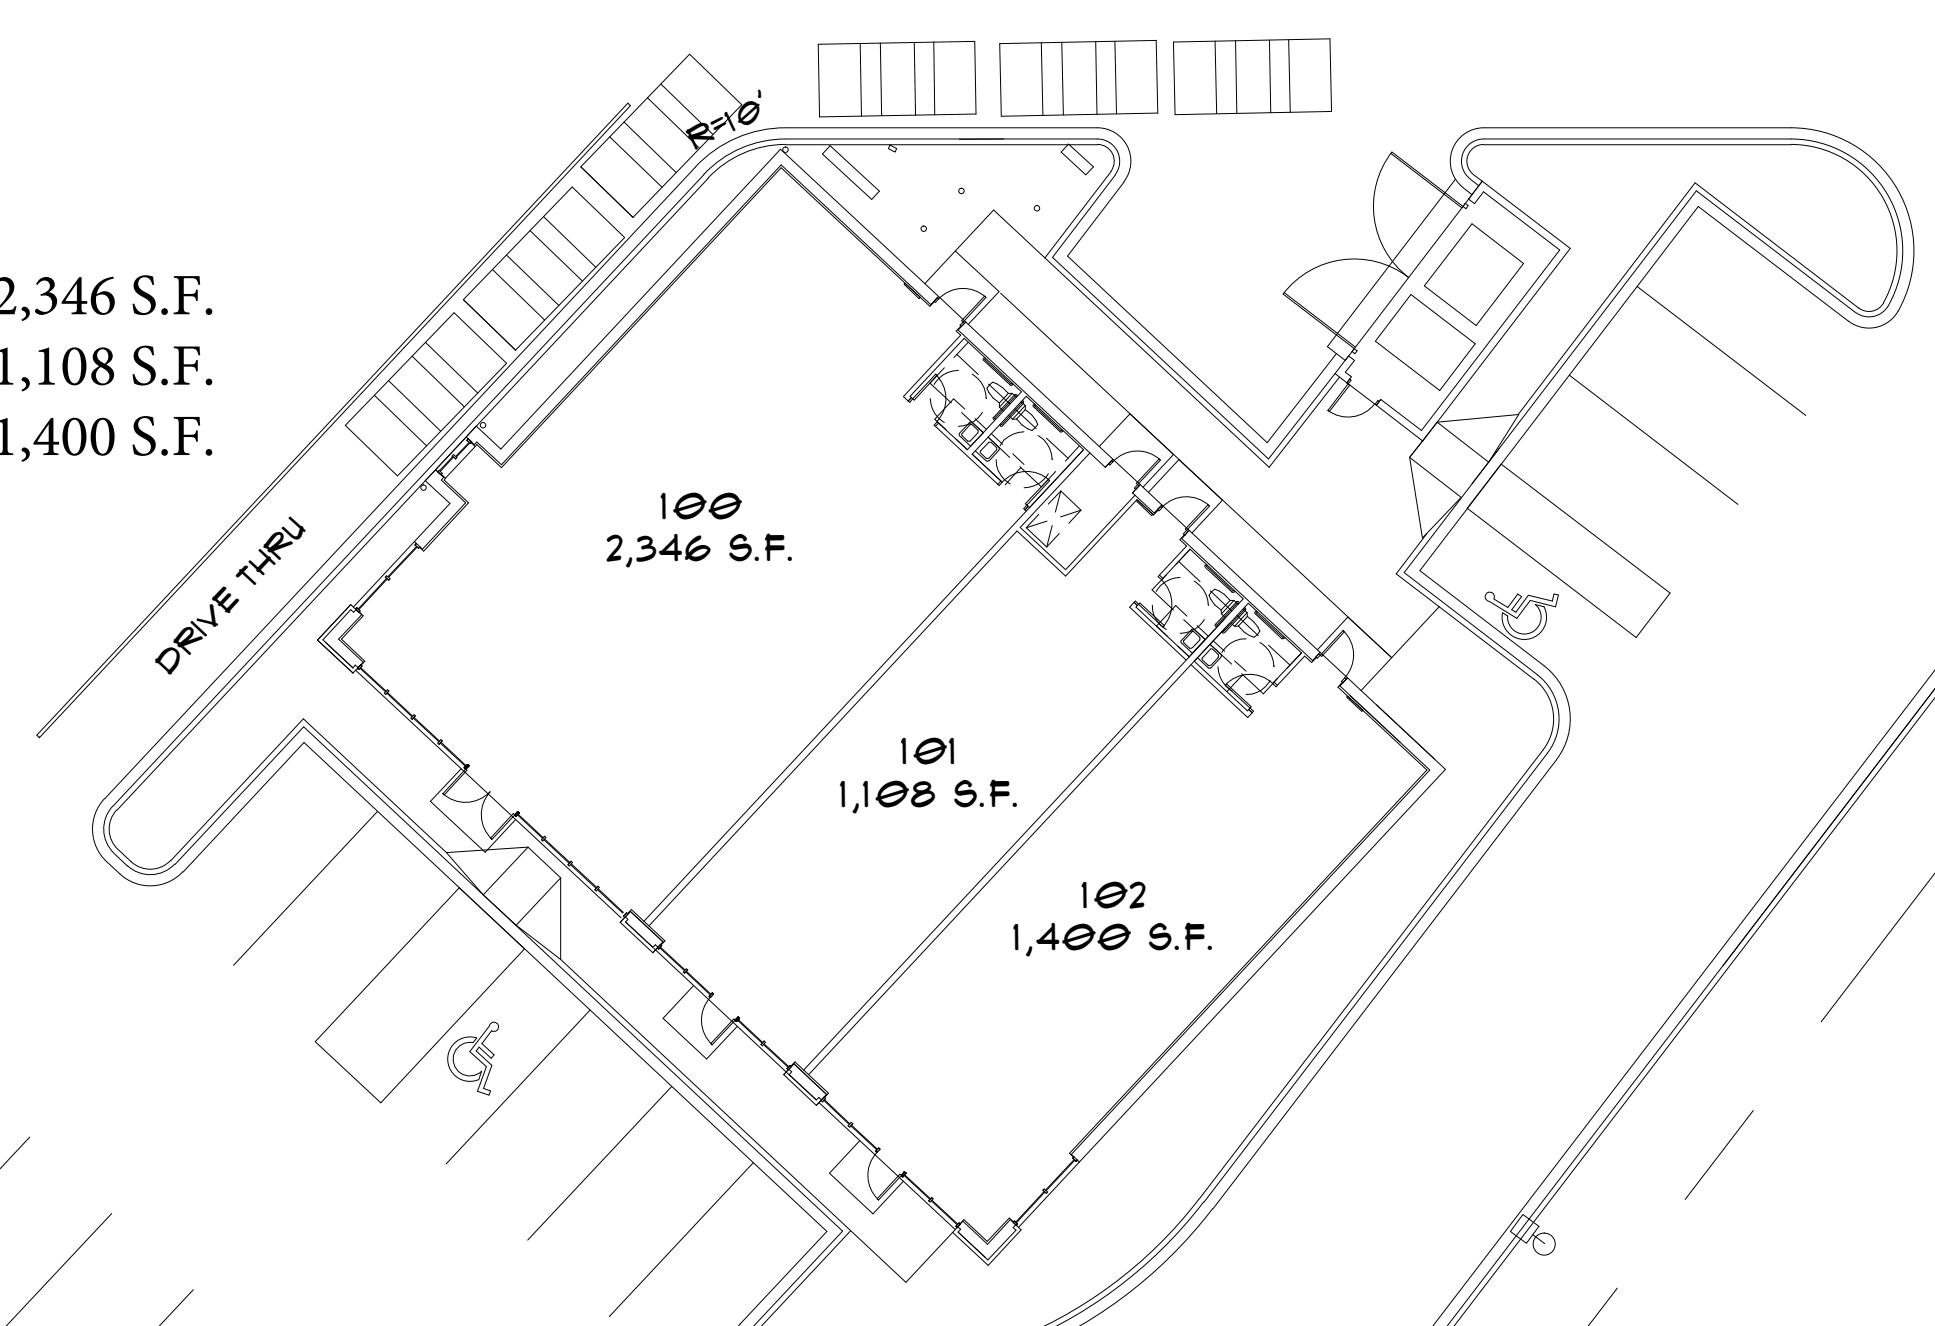 R=10'
2,346 S.F.
1,108 S.F.
1,400 S.F.
100
2,346 S.F.
DRIVE THRU
101
1,108 S.F.
102
1,400 S.F.